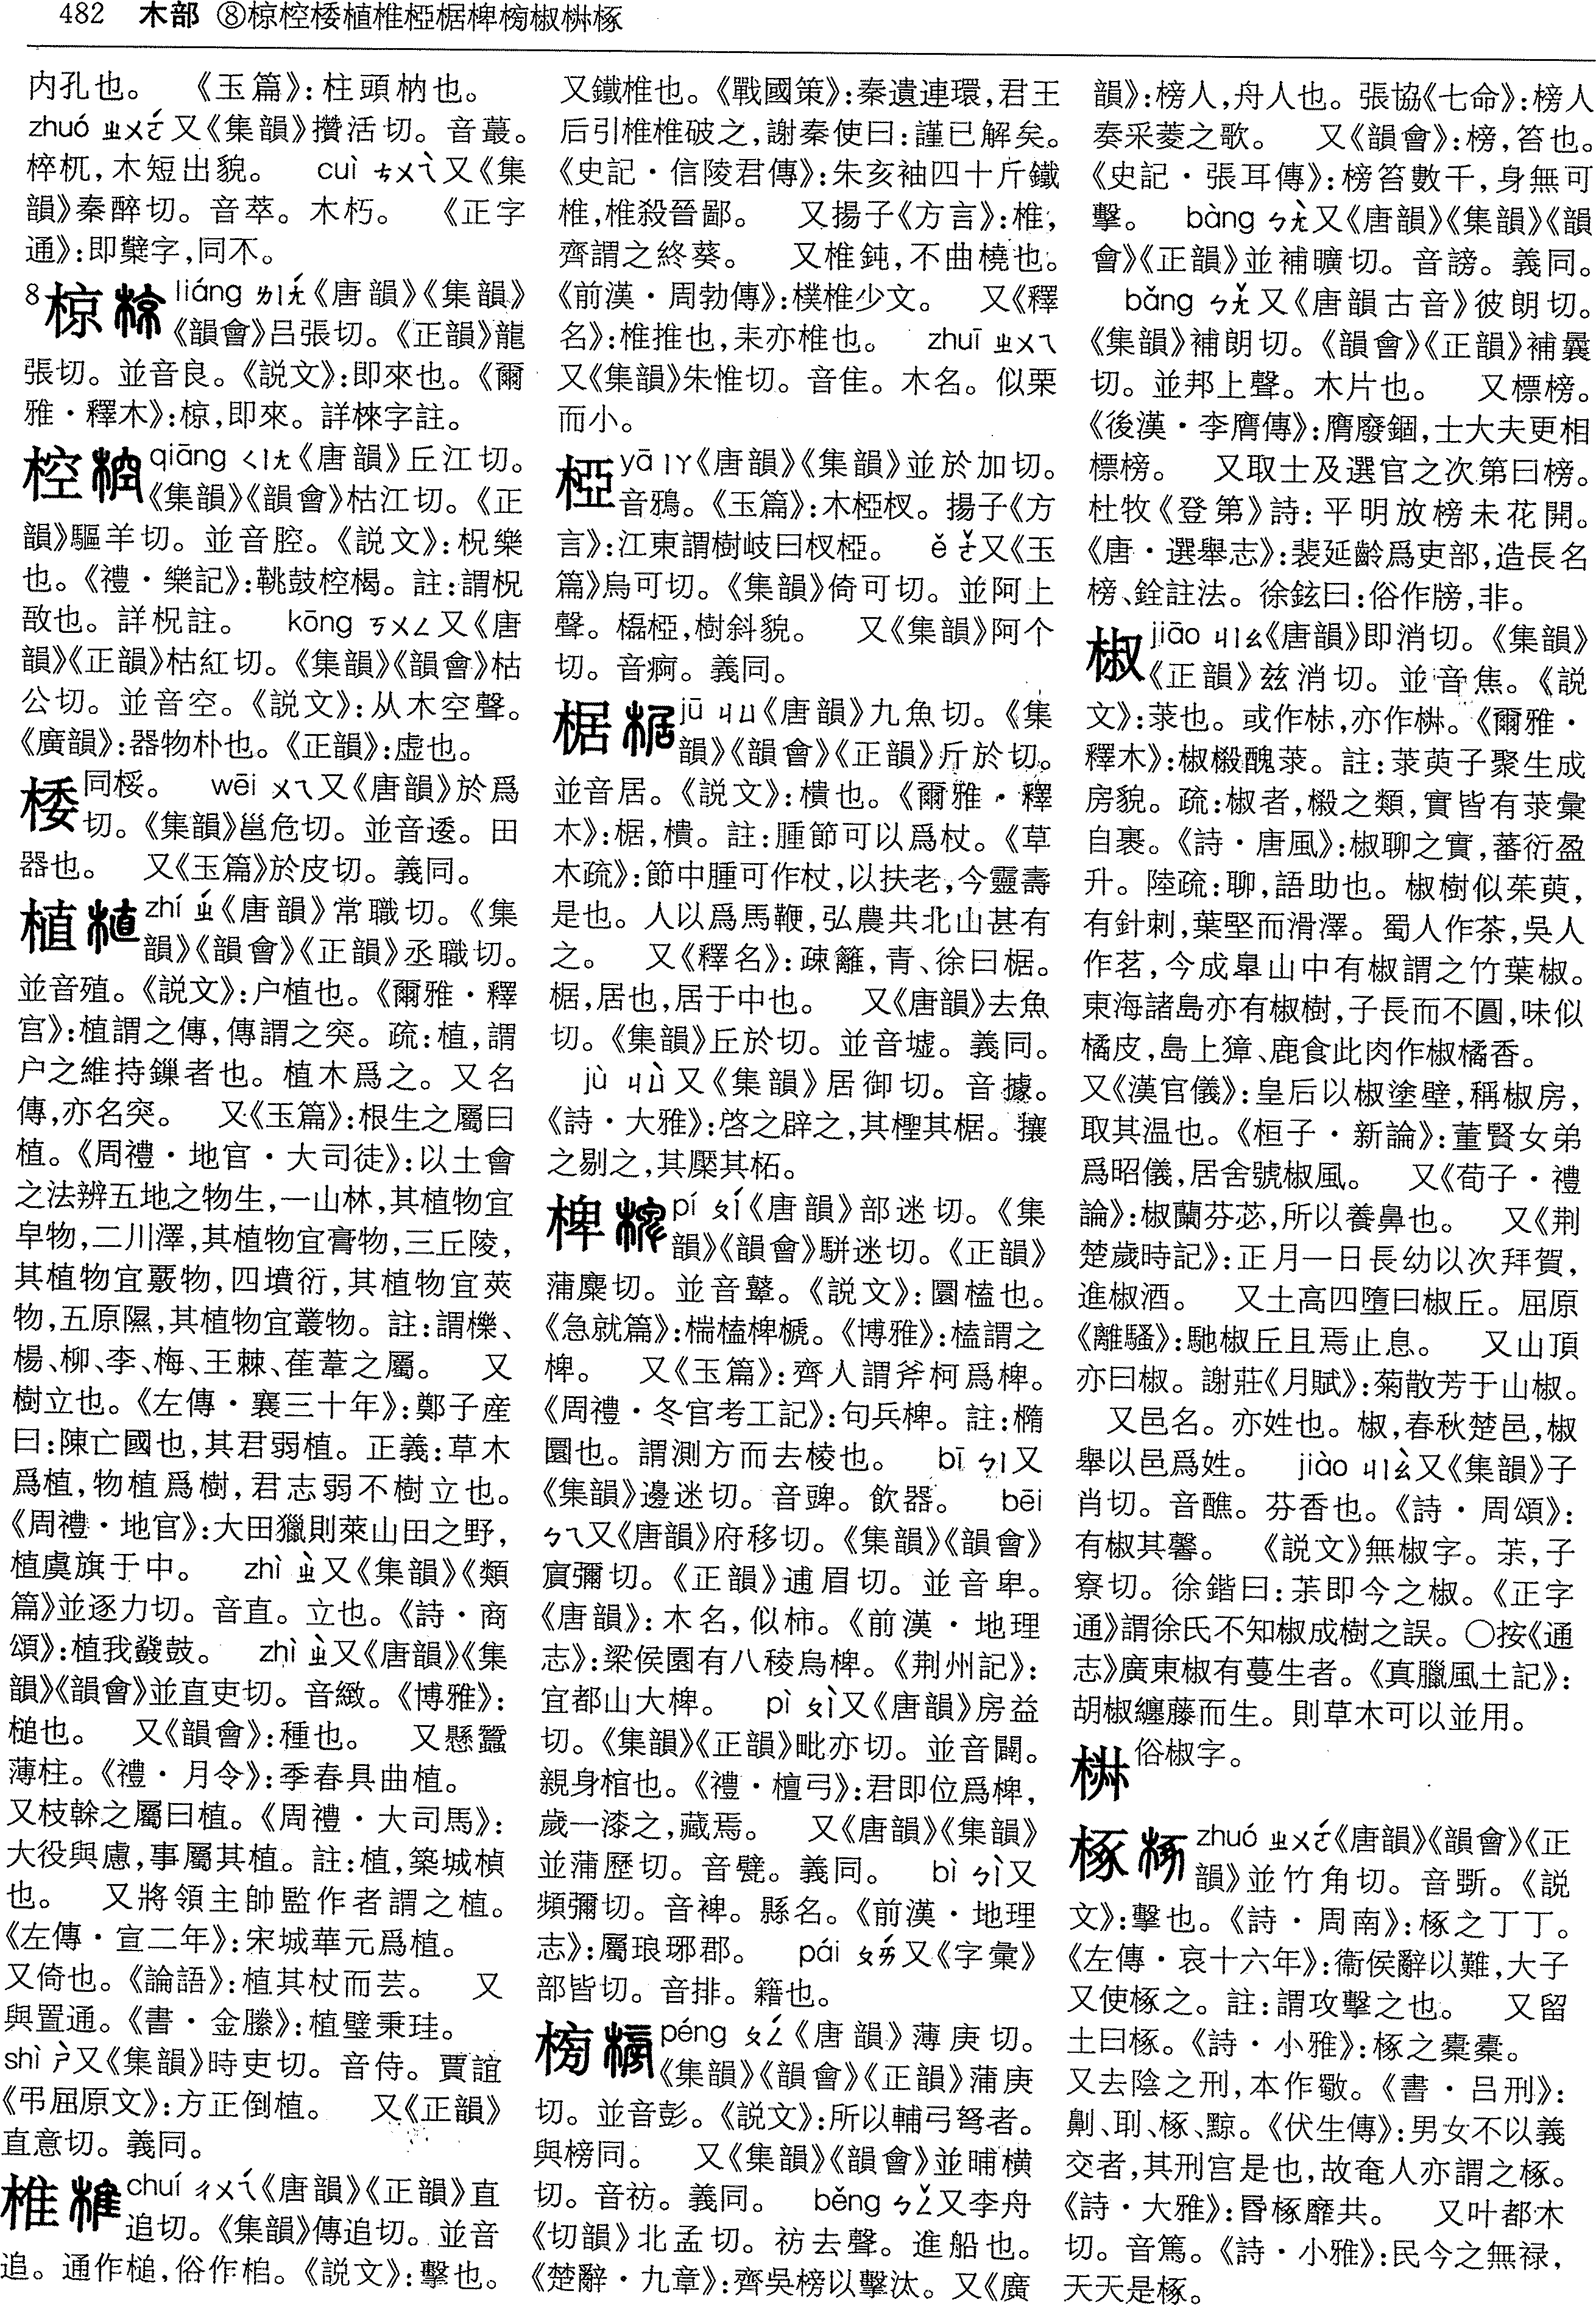 482 木部 ⑧椋椌楼植椎椏椐椑榜椒椕椓
内孔也。 《玉篇》：柱頭枘也。
zhuó ㄓㄨㄛˊ又《集韻》攢活切。音蕞。
椊杌，木短出貌。 cuì ㄘㄨㄟˋ又《集
韻》秦醉切。音萃。木朽。 《正字
通》：即櫱字，同不。
8椋 liáng ㄌㄧㄤˊ《唐韻》《集韻》
《韻會》吕張切。《正韻》龍
張切。並音良。《説文》：即來也。《爾
雅·釋木》：椋，即來。詳棶字註。
椌 qiāng ㄑㄧㄤ《唐韻》丘江切。
《集韻》《韻會》枯江切。《正
韻》驅羊切。並音腔。《説文》：柷樂
也。《禮·樂記》：鞉鼓椌楬。註：謂柷
敔也。詳柷註。 kōng ㄎㄨㄥ又《唐
韻》《正韻》枯紅切。《集韻》《韻會》枯
公切。並音空。《説文》：从木空聲。
《廣韻》：器物朴也。《正韻》：虚也。
同桵。 wēi ㄨㄟ又《唐韻》於爲
切。《集韻》邕危切。並音逶。田
器也。 又《玉篇》於皮切。義同。
植 zhí ㄓˊ《唐韻》常職切。《集
韻》《韻會》《正韻》丞職切。
並音殖。《説文》：户植也。《爾雅·釋
宫》：植謂之傳，傳謂之突。疏：植，謂
户之維持鏁者也。植木爲之。又名
傳，亦名突。 又《玉篇》：根生之屬曰
植。《周禮·地官·大司徒》：以土會
之法辨五地之物生，一山林，其植物宜
阜物，二川澤，其植物宜膏物，三丘陵，
其植物宜覈物，四墳衍，其植物宜莢
物，五原隰，其植物宜叢物。註：謂櫟、
楊、柳、李、梅、王棘、萑葦之屬。 又
樹立也。《左傳·襄三十年》：鄭子産
曰：陳亡國也，其君弱植。正義：草木
爲植，物植爲樹，君志弱不樹立也。
《周禮·地官》：大田獵則萊山田之野，
植虞旗于中。 zhì ㄓˋ又《集韻》《類
篇》並逐力切。音直。立也。《詩·商
頌》：植我鼗鼓。 zhì ㄓˋ又《唐韻》《集
韻》《韻會》並直吏切。音緻。《博雅》：
槌也。 又《韻會》：種也。 又懸蠶
薄柱。《禮·月令》：季春具曲植。
又枝榦之屬曰植。《周禮·大司馬》：
大役與慮，事屬其植。註：植，築城楨
也。 又將領主帥監作者謂之植。
《左傳·宣二年》：宋城華元爲植。
又倚也。《論語》：植其杖而芸。 又
與置通。《書·金縢》：植璧秉珪。
shì ㄕˋ又《集韻》時吏切。音侍。賈誼
《弔屈原文》：方正倒植。 又《正韻》
直意切。義同。
椎 chuí ㄔㄨㄟˊ《唐韻》《正韻》直
追切。《集韻》傳追切。並音
追。通作槌，俗作桘。《説文》：擊也。
又鐵椎也。《戰國策》：秦遺連環，君王
后引椎椎破之，謝秦使曰：謹已解矣。
《史記·信陵君傳》：朱亥袖四十斤鐵
椎，椎殺晉鄙。 又揚子《方言》：椎，
齊謂之終葵。 又椎鈍，不曲橈也。
《前漢·周勃傳》：樸椎少文。 又《釋
名》：椎推也，耒亦椎也。 zhuī ㄓㄨㄟ
又《集韻》朱惟切。音隹。木名。似栗
而小。
椏 yā ㄧㄚ《唐韻》《集韻》並於加切。
音鴉。《玉篇》：木椏杈。揚子《方
言》：江東謂樹岐曰杈椏。 ě ㄜˇ又《玉
篇》烏可切。《集韻》倚可切。並阿上
聲。橠椏，樹斜貌。 又《集韻》阿个
切。音痾。義同。
椐 jū ㄐㄩ《唐韻》九魚切。《集
韻》《韻會》《正韻》斤於切。
並音居。《説文》：樻也。《爾雅·釋
木》：椐，樻。註：腫節可以爲杖。《草
木疏》：節中腫可作杖，以扶老，今靈壽
是也。人以爲馬鞭，弘農共北山甚有
之。 又《釋名》：疎籬，青、徐曰椐。
椐，居也，居于中也。 又《唐韻》去魚
切。《集韻》丘於切。並音墟。義同。
jù ㄐㄩˋ又《集韻》居御切。音據。
《詩·大雅》：啓之辟之，其檉其椐。攘
之剔之，其檿其柘。
椑 pí ㄆㄧˊ《唐韻》部迷切。《集
韻》《韻會》騈迷切。《正韻》
蒲麋切。並音鼙。《説文》：圜榼也。
《急就篇》：椯榼椑榹。《博雅》：榼謂之
椑。 又《玉篇》：齊人謂斧柯爲椑。
《周禮·冬官考工記》：句兵椑。註：橢
圜也。謂測方而去棱也。 bī ㄅㄧ又
《集韻》邊迷切。音豍。飲器。 bēi
ㄅㄟ又《唐韻》府移切。《集韻》《韻會》
賔彌切。《正韻》逋眉切。並音卑。
《唐韻》：木名，似柿。《前漢·地理
志》：梁侯園有八稜烏椑。《荆州記》：
宜都山大椑。 pì ㄆㄧˋ又《唐韻》房益
切。《集韻》《正韻》毗亦切。並音闢。
親身棺也。《禮·檀弓》：君即位爲椑，
歲一漆之，藏焉。 又《唐韻》《集韻》
並蒲歷切。音甓。義同。 bì ㄅㄧˋ又
頻彌切。音裨。縣名。《前漢·地理
志》：屬琅琊郡。 pái ㄆㄞˊ又《字彙》
部皆切。音排。籍也。
péng ㄆㄥˊ《唐韻》薄庚切。
《集韻》《韻會》《正韻》蒲庚
切。並音彭。《説文》：所以輔弓弩者。
與榜同。 又《集韻》《韻會》並晡横
切。音祊。義同。 běng ㄅㄥˇ又李舟
《切韻》北孟切。祊去聲。進船也。
《楚辭·九章》：齊吳榜以擊汰。又《廣
韻》：榜人，舟人也。張協《七命》：榜人
奏采菱之歌。 又《韻會》：榜，笞也。
《史記·張耳傳》：榜笞數千，身無可
擊。 bàng ㄅㄤˋ又《唐韻》《集韻》《韻
會》《正韻》並補曠切。音謗。義同。
bǎng ㄅㄤˇ又《唐韻古音》彼朗切。
《集韻》補朗切。《韻會》《正韻》補曩
切。並邦上聲。木片也。 又標榜。
《後漢·李膺傳》：膺廢錮，士大夫更相
標榜。 又取士及選官之次第曰榜。
杜牧《登第》詩：平明放榜未花開。
《唐·選舉志》：裴延齡爲吏部，造長名
榜、銓註法。徐鉉曰：俗作牓，非。
椒 jiāo ㄐㄧㄠ《唐韻》即消切。《集韻》
《正韻》兹消切。並音焦。《説
文》：莍也。或作梑，亦作椕。《爾雅·
釋木》：椒樧醜莍。註：莍萸子聚生成
房貌。疏：椒者，樧之類，實皆有莍彙
自裹。《詩·唐風》：椒聊之實，蕃衍盈
升。陸疏：聊，語助也。椒樹似茱萸，
有針刺，葉堅而滑澤。蜀人作茶，吳人
作茗，今成臯山中有椒謂之竹葉椒。
東海諸島亦有椒樹，子長而不圓，味似
橘皮，島上獐、鹿食此肉作椒橘香。
又《漢官儀》：皇后以椒塗壁，稱椒房，
取其温也。《桓子·新論》：董賢女弟
爲昭儀，居舍號椒風。 又《荀子·禮
論》：椒蘭芬苾，所以養鼻也。 又《荆
楚歲時記》：正月一日長幼以次拜賀，
進椒酒。 又土高四墮曰椒丘。屈原
《離騷》：馳椒丘且焉止息。 又山頂
亦曰椒。謝莊《月賦》：菊散芳于山椒。
又邑名。亦姓也。椒，春秋楚邑，椒
舉以邑爲姓。 jiào ㄐㄧㄠˋ又《集韻》子
肖切。音醮。芬香也。《詩·周頌》：
有椒其馨。 《説文》無椒字。茮，子
寮切。徐鍇曰：茮即今之椒。《正字
通》謂徐氏不知椒成樹之誤。○按《通
志》廣東椒有蔓生者。《真臘風土記》：
胡椒纏藤而生。則草木可以並用。
俗椒字。
椓 zhuó ㄓㄨㄛˊ《唐韻》《韻會》《正
韻》並竹角切。音斲。《説
文》：擊也。《詩·周南》：椓之丁丁。
《左傳·哀十六年》：衞侯辭以難，大子
又使椓之。註：謂攻擊之也。 又留
土曰椓。《詩·小雅》：椓之橐橐。
又去陰之刑，本作斀。《書·吕刑》：
劓、刵、椓、黥。《伏生傳》：男女不以義
交者，其刑宫是也，故奄人亦謂之椓。
《詩·大雅》：昬椓靡共。 又叶都木
切。音篤。《詩·小雅》：民今之無禄，
天天是椓。